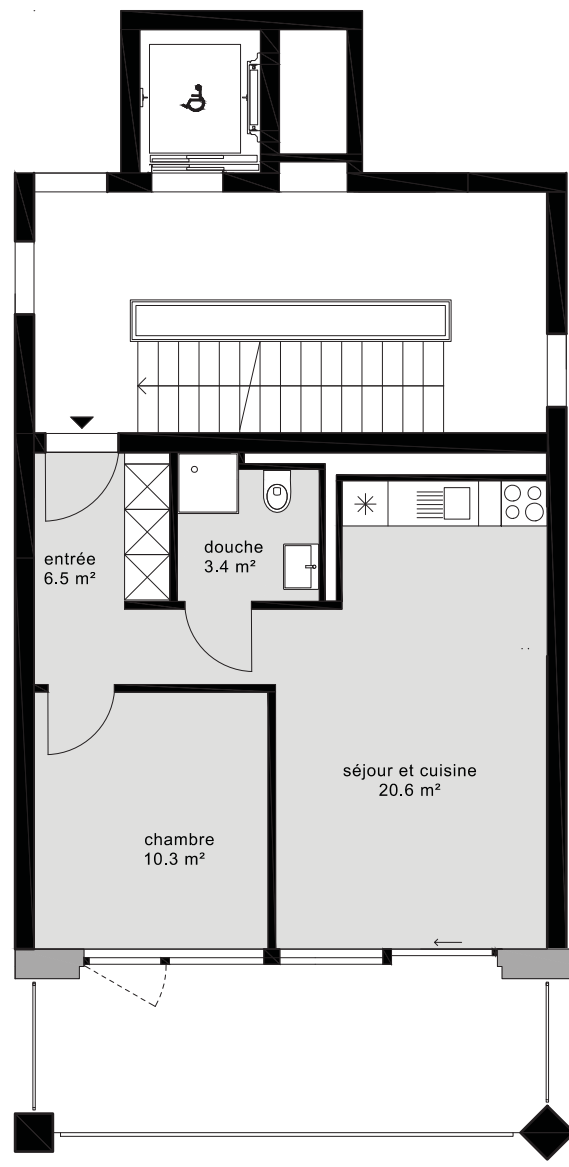 entrée
6.5 m²
douche
3.4 m²
séjour et cuisine
20.6 m²
chambre
10.3 m²